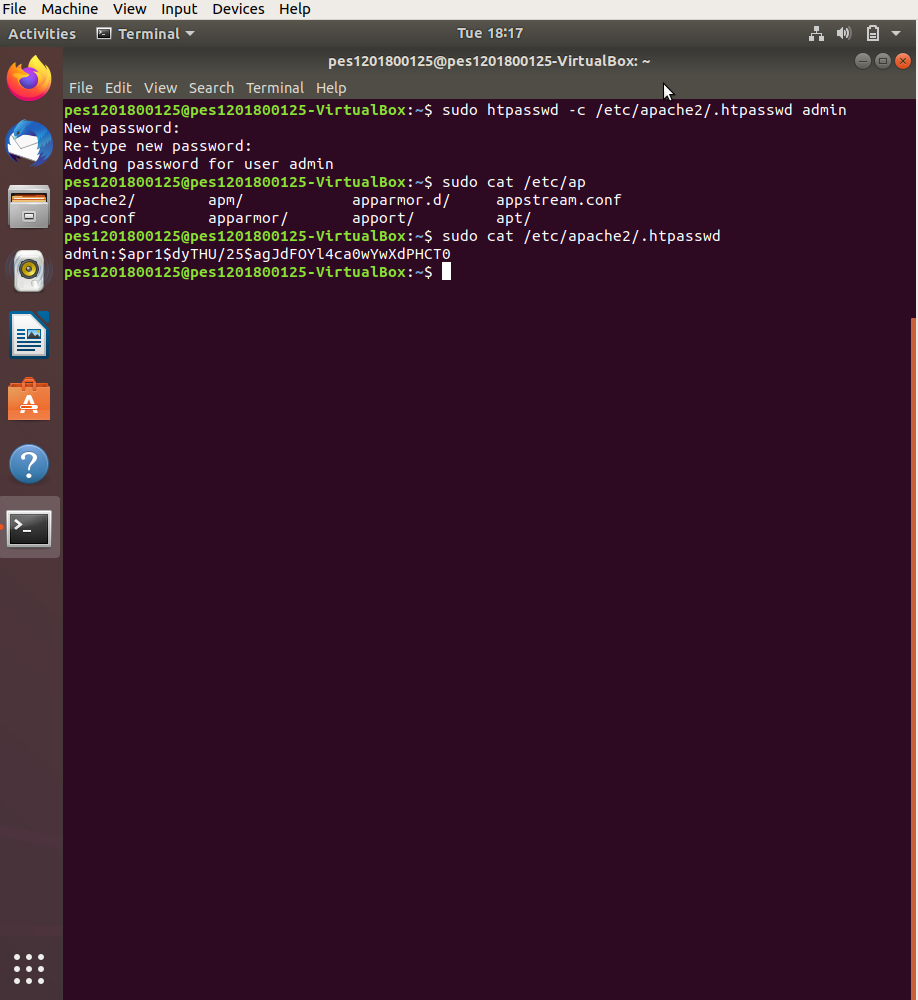 File Machine View Input Devices Help
Activities Terminal Tue 18:17
pes1201800125@pes1201800125-VirtualBox: ~
File Edit View Search Terminal Help
pes1201800125@pes1201800125-VirtualBox:~$ sudo htpasswd -c /etc/apache2/.htpasswd admin
New password:
Re-type new password:
Adding password for user admin
pes1201800125@pes1201800125-VirtualBox:~$ sudo cat /etc/ap
apache2/ apm/ apparmor.d/ appstream.conf
apg.conf apparmor/ apport/ apt/
pes1201800125@pes1201800125-VirtualBox:~$ sudo cat /etc/apache2/.htpasswd
admin:$apr1$dyTHU/25$agJdFOYl4ca0wYwXdPHCT0
pes1201800125@pes1201800125-VirtualBox:~$